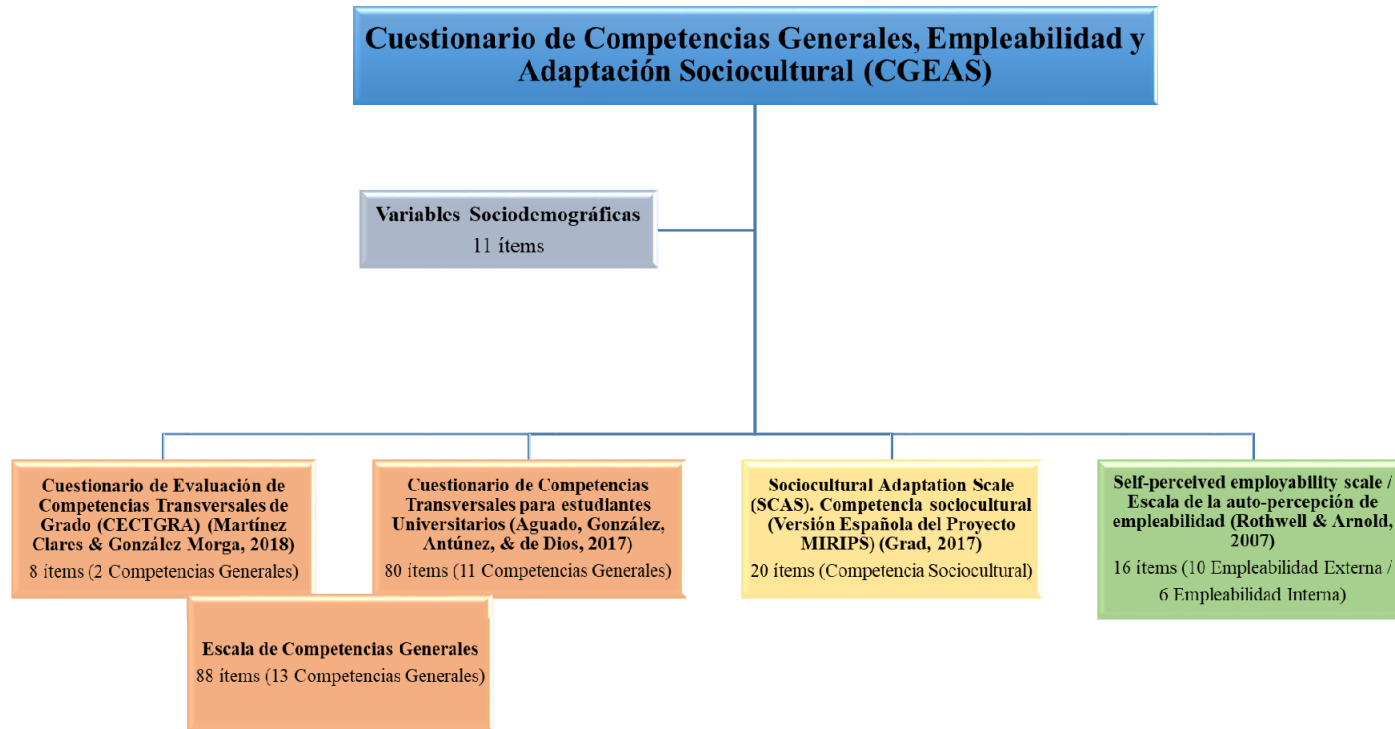 Cuestionario de Competencias Generales, Empleabilidad y
Adaptación Sociocultural (CGEAS)
Variables Sociodemográficas
11 ítems
Cuestionario de Evaluación de
Competencias Transversales de
Grado (CECTGRA) (Martínez
Clares & González Morga, 2018)
8 ítems (2 Competencias Generales)
Cuestionario de Competencias
Transversales para estudiantes
Universitarios (Aguado, González,
Antúnez, & de Dios, 2017)
80 ítems (11 Competencias Generales)
Sociocultural Adaptation Scale
(SCAS). Competencia sociocultural
(Versión Española del Proyecto
MIRIPS) (Grad, 2017)
20 ítems (Competencia Sociocultural)
Self-perceived employability scale /
Escala de la auto-percepción de
empleabilidad (Rothwell & Arnold,
2007)
16 ítems (10 Empleabilidad Externa /
6 Empleabilidad Interna)
Escala de Competencias Generales
88 ítems (13 Competencias Generales)